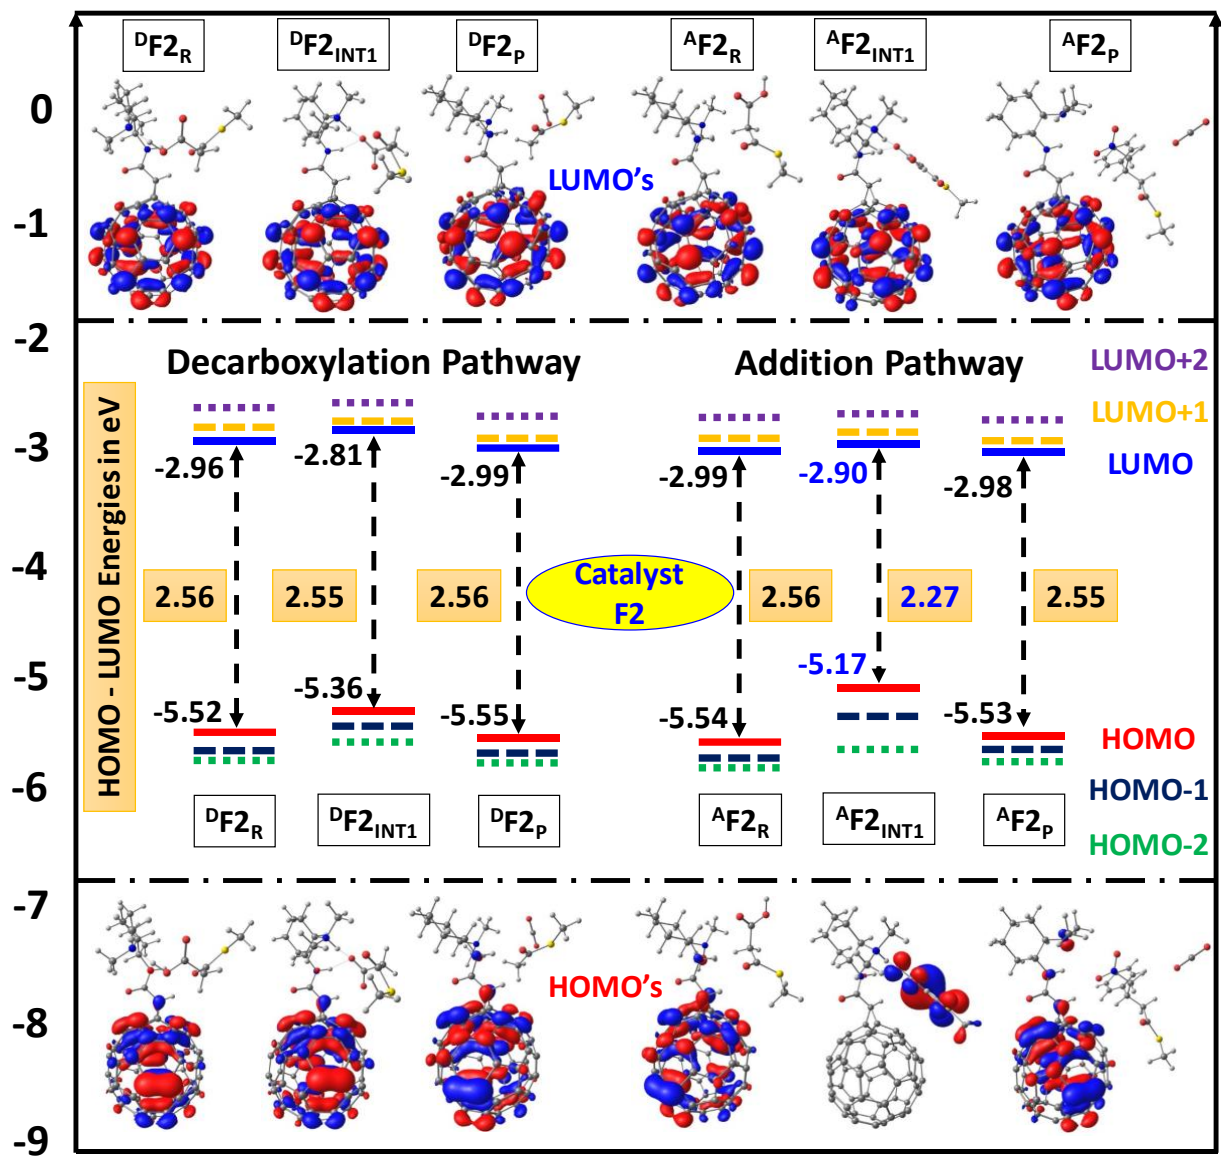 DF2R DF2INT1 DF2P AF2R AF2INT1 AF2P
0
LUMO's
-1
-2
Decarboxylation Pathway Addition Pathway
LUMO+2
LUMO+1
LUMO
HOMO - LUMO Energies in eV
-3
-2.96 -2.81 -2.99 -2.99 -2.90 -2.98
-4
Catalyst
F2
2.56 2.55 2.56 2.56 2.27 2.55
-5
-5.52 -5.36 -5.55 -5.54 -5.17 -5.53
HOMO
HOMO-1
HOMO-2
-6
DF2R DF2INT1 DF2P AF2R AF2INT1 AF2P
-7
HOMO's
-8
-9